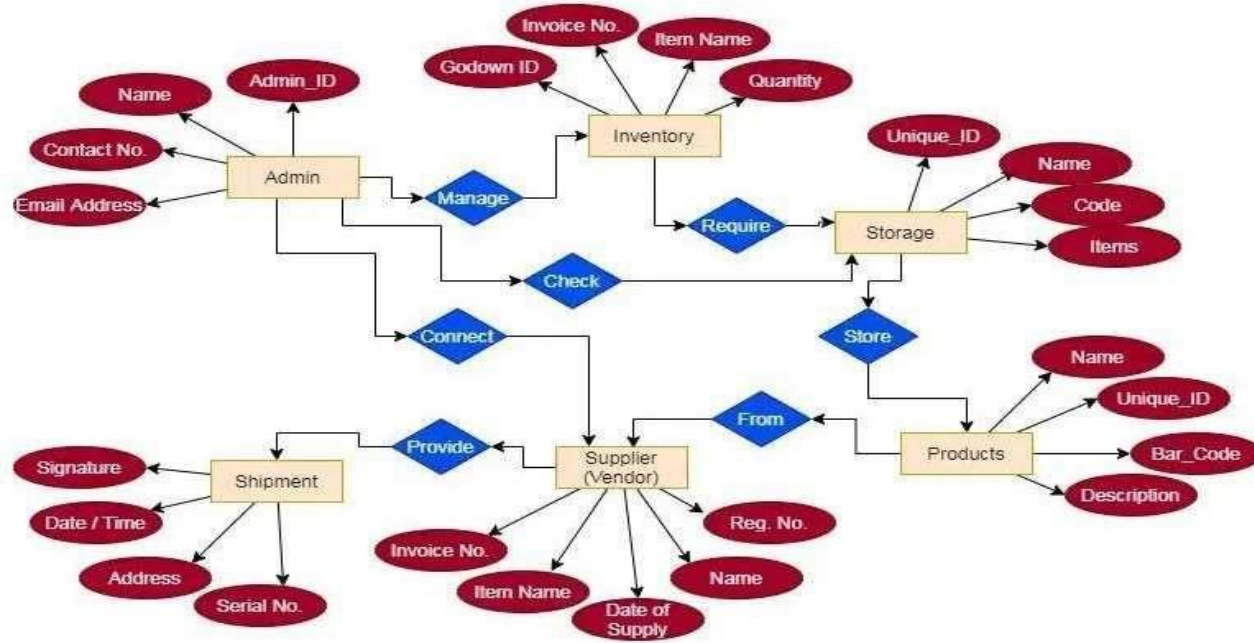 Invoice No.
Item Name
Godown ID
Quantity
Admin_ID
Name
Contact No.
Email Address
Admin
Inventory
Manage
Unique_ID
Name
Code
Items
Require
Storage
Check
Connect
Store
Name
Unique_ID
Bar_Code
Description
From
Products
Provide
Supplier
(Vendor)
Shipment
Signature
Date / Time
Address
Serial No.
Invoice No.
Item Name
Date of
Supply
Name
Reg. No.